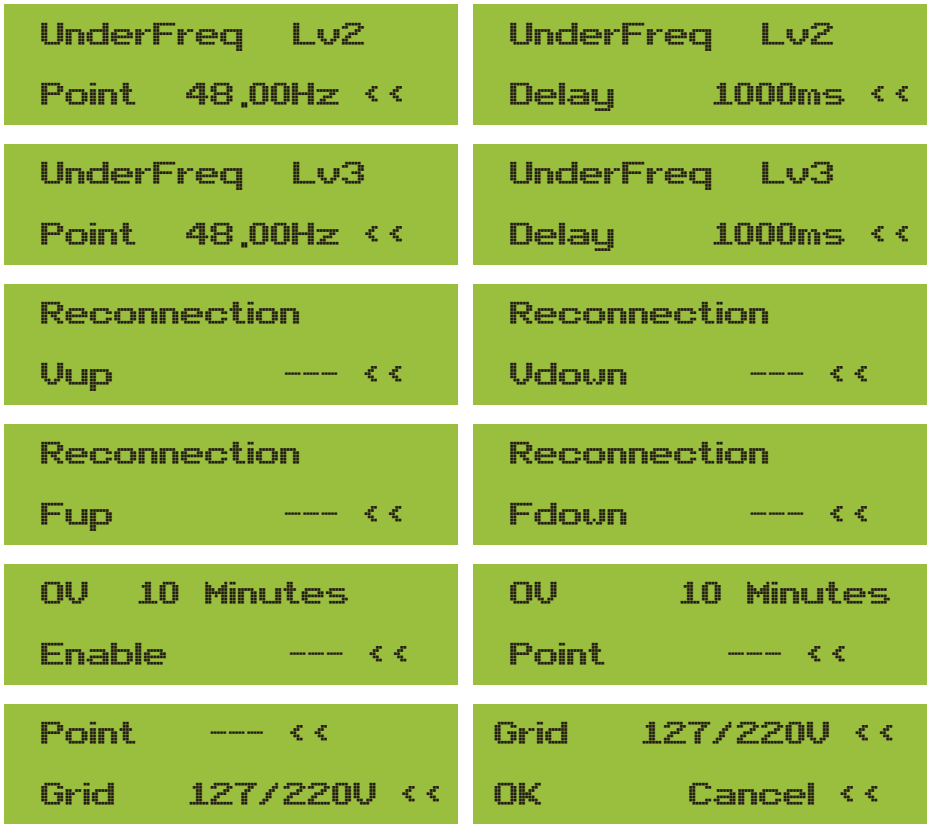 UnderFreq Lv2
Point 48.00Hz <<
UnderFreq Lv2
Delay 1000ms <<
UnderFreq Lv3
Point 48.00Hz <<
UnderFreq Lv3
Delay 1000ms <<
Reconnection
Vup --- <<
Reconnection
Vdown --- <<
Reconnection
Fup --- <<
Reconnection
Fdown --- <<
OV 10 Minutes
Enable --- <<
OV 10 Minutes
Point --- <<
Point --- <<
Grid 127/220V <<
Grid 127/220V <<
OK Cancel <<